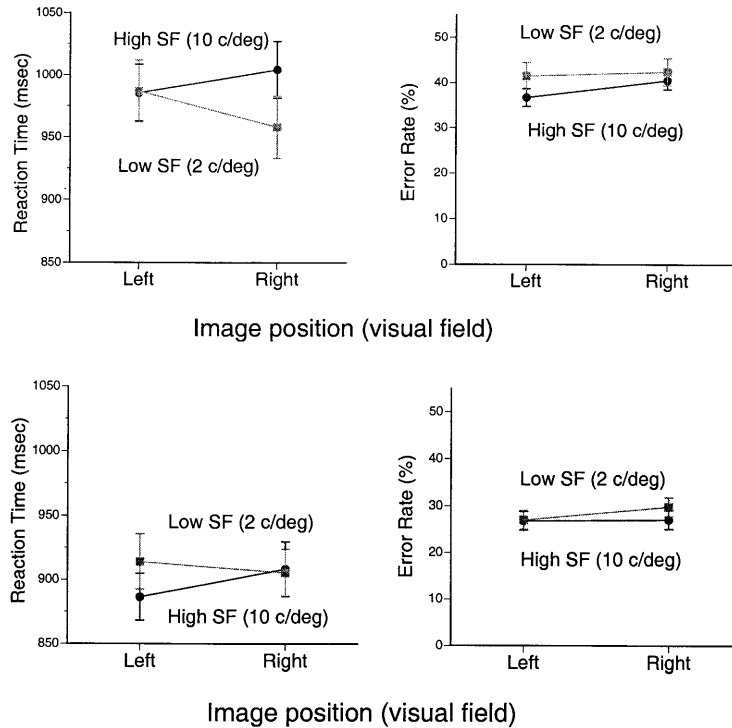 1050
1000
950
900
850
Reaction Time (msec)
High SF (10 c/deg)
Low SF (2 c/deg)
Left
Right
50
40
30
20
10
0
Error Rate (%)
Low SF (2 c/deg)
High SF (10 c/deg)
Left
Right
Image position (visual field)
1050
1000
950
900
850
Reaction Time (msec)
Low SF (2 c/deg)
High SF (10 c/deg)
Left
Right
50
40
30
20
10
0
Error Rate (%)
Low SF (2 c/deg)
High SF (10 c/deg)
Left
Right
Image position (visual field)